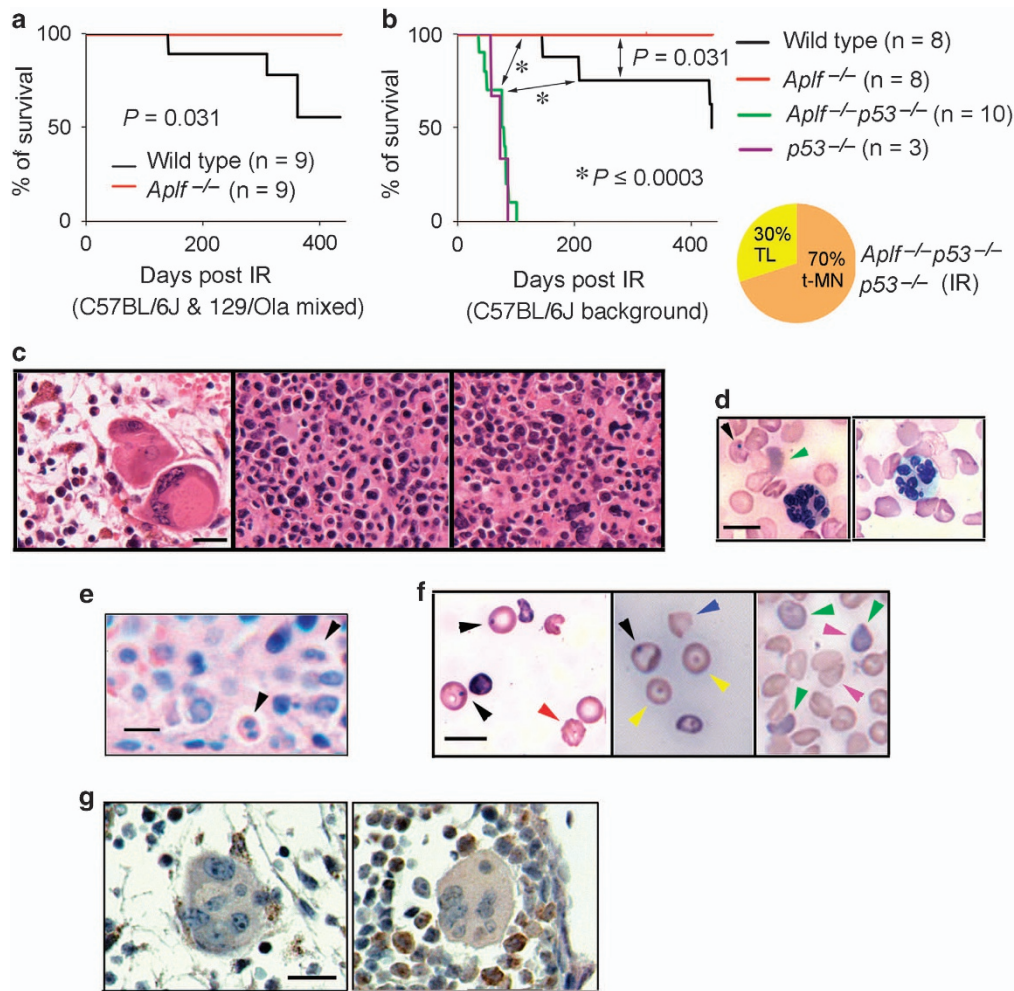 a
100
50
0
% of survival
P = 0.031
Wild type (n = 9)
Aplf −/− (n = 9)
0 200 400
Days post IR
(C57BL/6J & 129/Ola mixed)
b
100
50
0
% of survival
*
*
P = 0.031
* P ≤ 0.0003
0 200 400
Days post IR
(C57BL/6J background)
Wild type (n = 8)
Aplf −/− (n = 8)
Aplf −/− p53 −/− (n = 10)
p53 −/− (n = 3)
30%
TL
70%
t-MN
Aplf −/− p53 −/−
p53 −/− (IR)
c
d
e
f
g